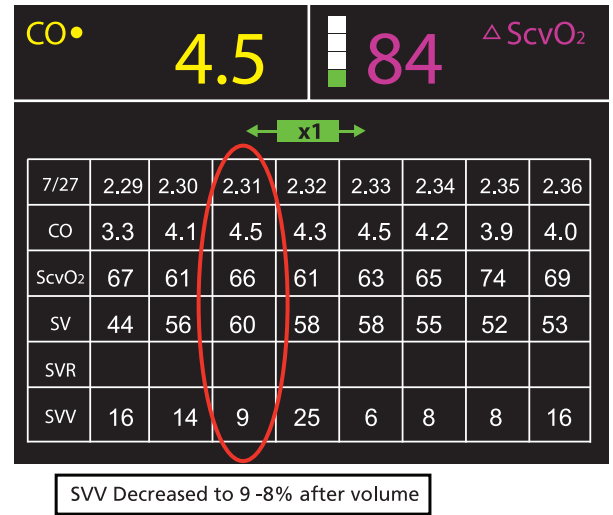 CO• 4.5 84 △ ScvO₂
x1
7/27 2.29 2.30 2.31 2.32 2.33 2.34 2.35 2.36
CO 3.3 4.1 4.5 4.3 4.5 4.2 3.9 4.0
ScvO₂ 67 61 66 61 63 65 74 69
SV 44 56 60 58 58 55 52 53
SVR
SVV 16 14 9 25 6 8 8 16
SVV Decreased to 9 -8% after volume